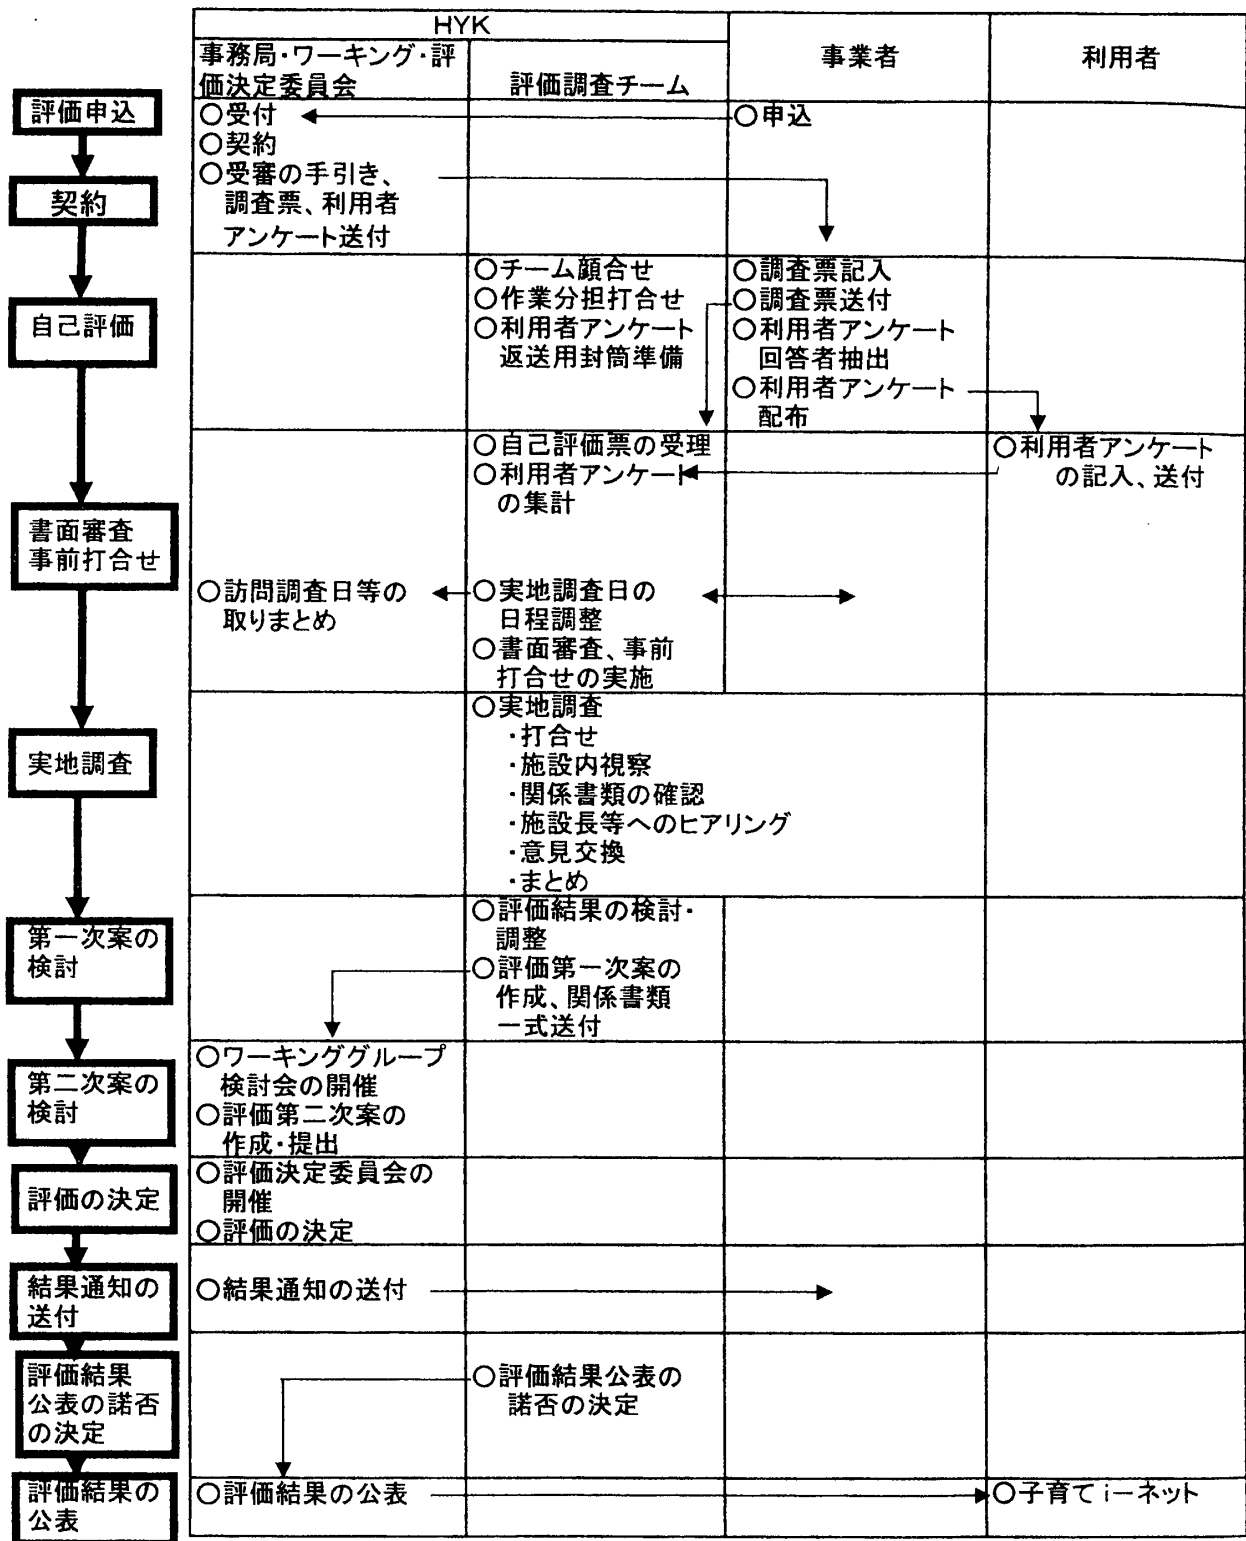 HYK
事務局・ワーキング・評
価決定委員会
評価調査チーム
事業者
利用者
評価申込
○受付
○申込
○契約
○受審の手引き、
調査票、利用者
アンケート送付
契約
自己評価
○チーム顔合せ
○作業分担打合せ
○利用者アンケート
返送用封筒準備
○調査票記入
○調査票送付
○利用者アンケート
回答者抽出
○利用者アンケート
配布
書面審査
事前打合せ
○自己評価票の受理
○利用者アンケート
の集計
○利用者アンケート
の記入、送付
○訪問調査日等の
取りまとめ
○実地調査日の
日程調整
○書面審査、事前
打合せの実施
実地調査
○実地調査
・打合せ
・施設内視察
・関係書類の確認
・施設長等へのヒアリング
・意見交換
・まとめ
第一次案の
検討
○評価結果の検討・
調整
○評価第一次案の
作成、関係書類
一式送付
第二次案の
検討
○ワーキンググループ
検討会の開催
○評価第二次案の
作成・提出
評価の決定
○評価決定委員会の
開催
○評価の決定
結果通知の
送付
○結果通知の送付
評価結果
公表の諾否
の決定
○評価結果公表の
諾否の決定
評価結果の
公表
○評価結果の公表
○子育てiーネット